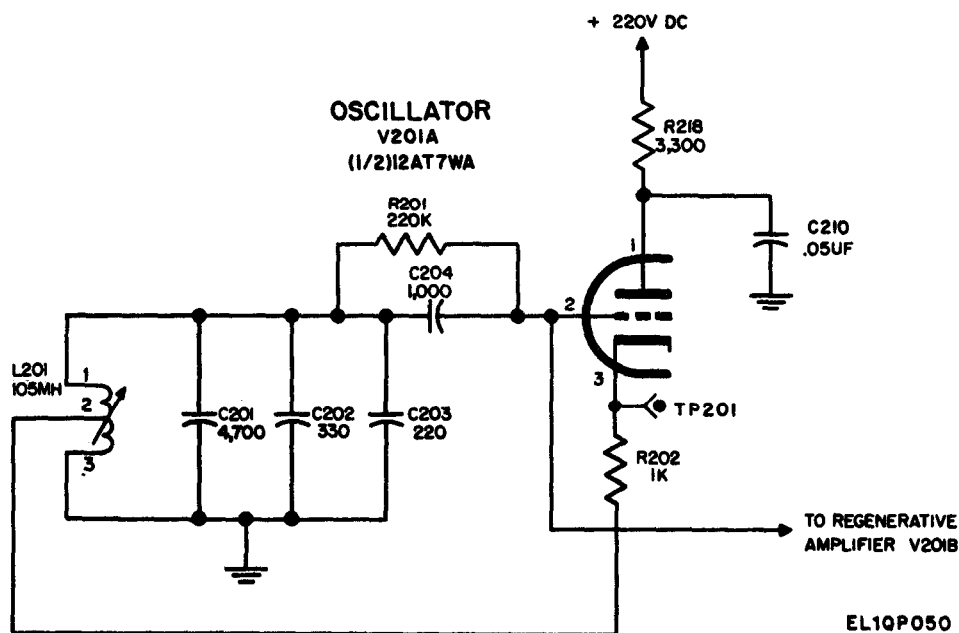 + 220V DC
OSCILLATOR
V201A
(1/2)12AT7WA
R218
3,300
R201
220K
C204
1,000
C210
.05UF
1
2
3
L201
105MH
1
2
3
C201
4,700
C202
330
C203
220
TP201
R202
1K
TO REGENERATIVE
AMPLIFIER V201B
EL1QP050